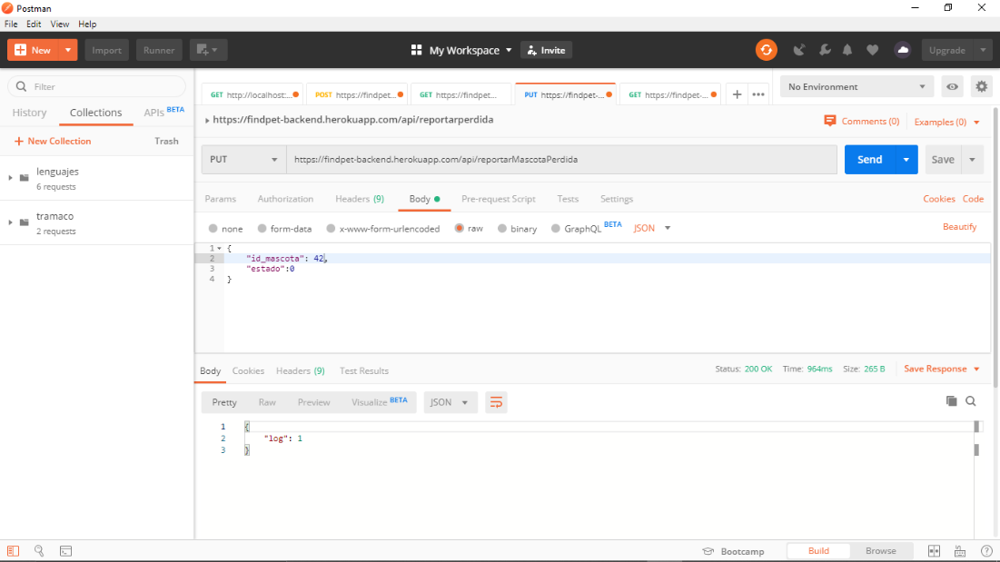 Postman
File Edit View Help
New Import Runner My Workspace Invite Upgrade
Filter
History Collections APIs BETA
New Collection Trash
lenguajes
6 requests
tramaco
2 requests
GET http://localhost:... POST https://findpet... GET https://findpet... PUT https://findpet-... GET https://findpet-... No Environment
https://findpet-backend.herokuapp.com/api/reportarperdida Comments (0) Examples (0)
PUT https://findpet-backend.herokuapp.com/api/reportarMascotaPerdida Send Save
Params Authorization Headers (9) Body Pre-request Script Tests Settings Cookies Code
none form-data x-www-form-urlencoded raw binary GraphQL BETA JSON Beautify
1 {
2 "id_mascota": 42,
3 "estado":0
4 }
Body Cookies Headers (9) Test Results Status: 200 OK Time: 964ms Size: 265 B Save Response
Pretty Raw Preview Visualize BETA JSON
1 {
2 "log": 1
3 }
Bootcamp Build Browse